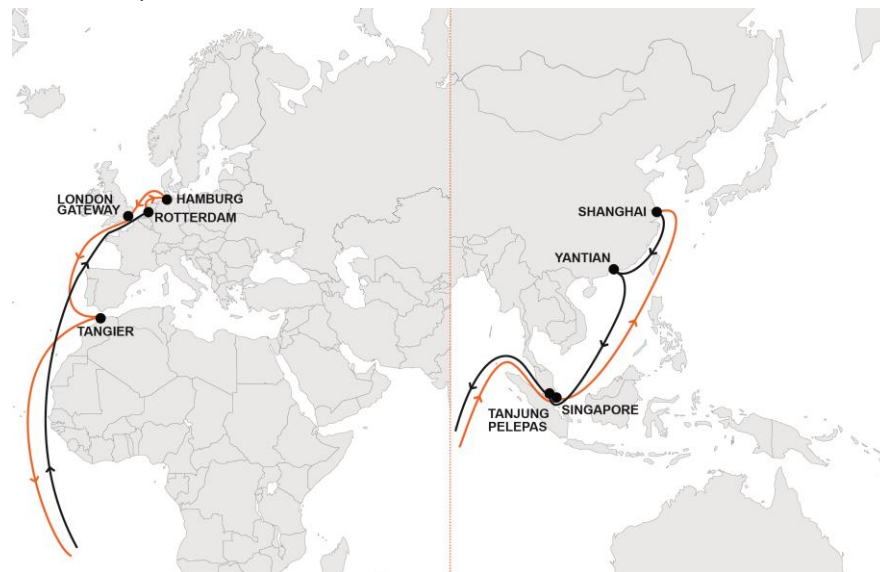 LONDON
GATEWAY
HAMBURG
ROTTERDAM
TANGIER
SHANGHAI
YANTIAN
TANJUNG
PELEPAS
SINGAPORE